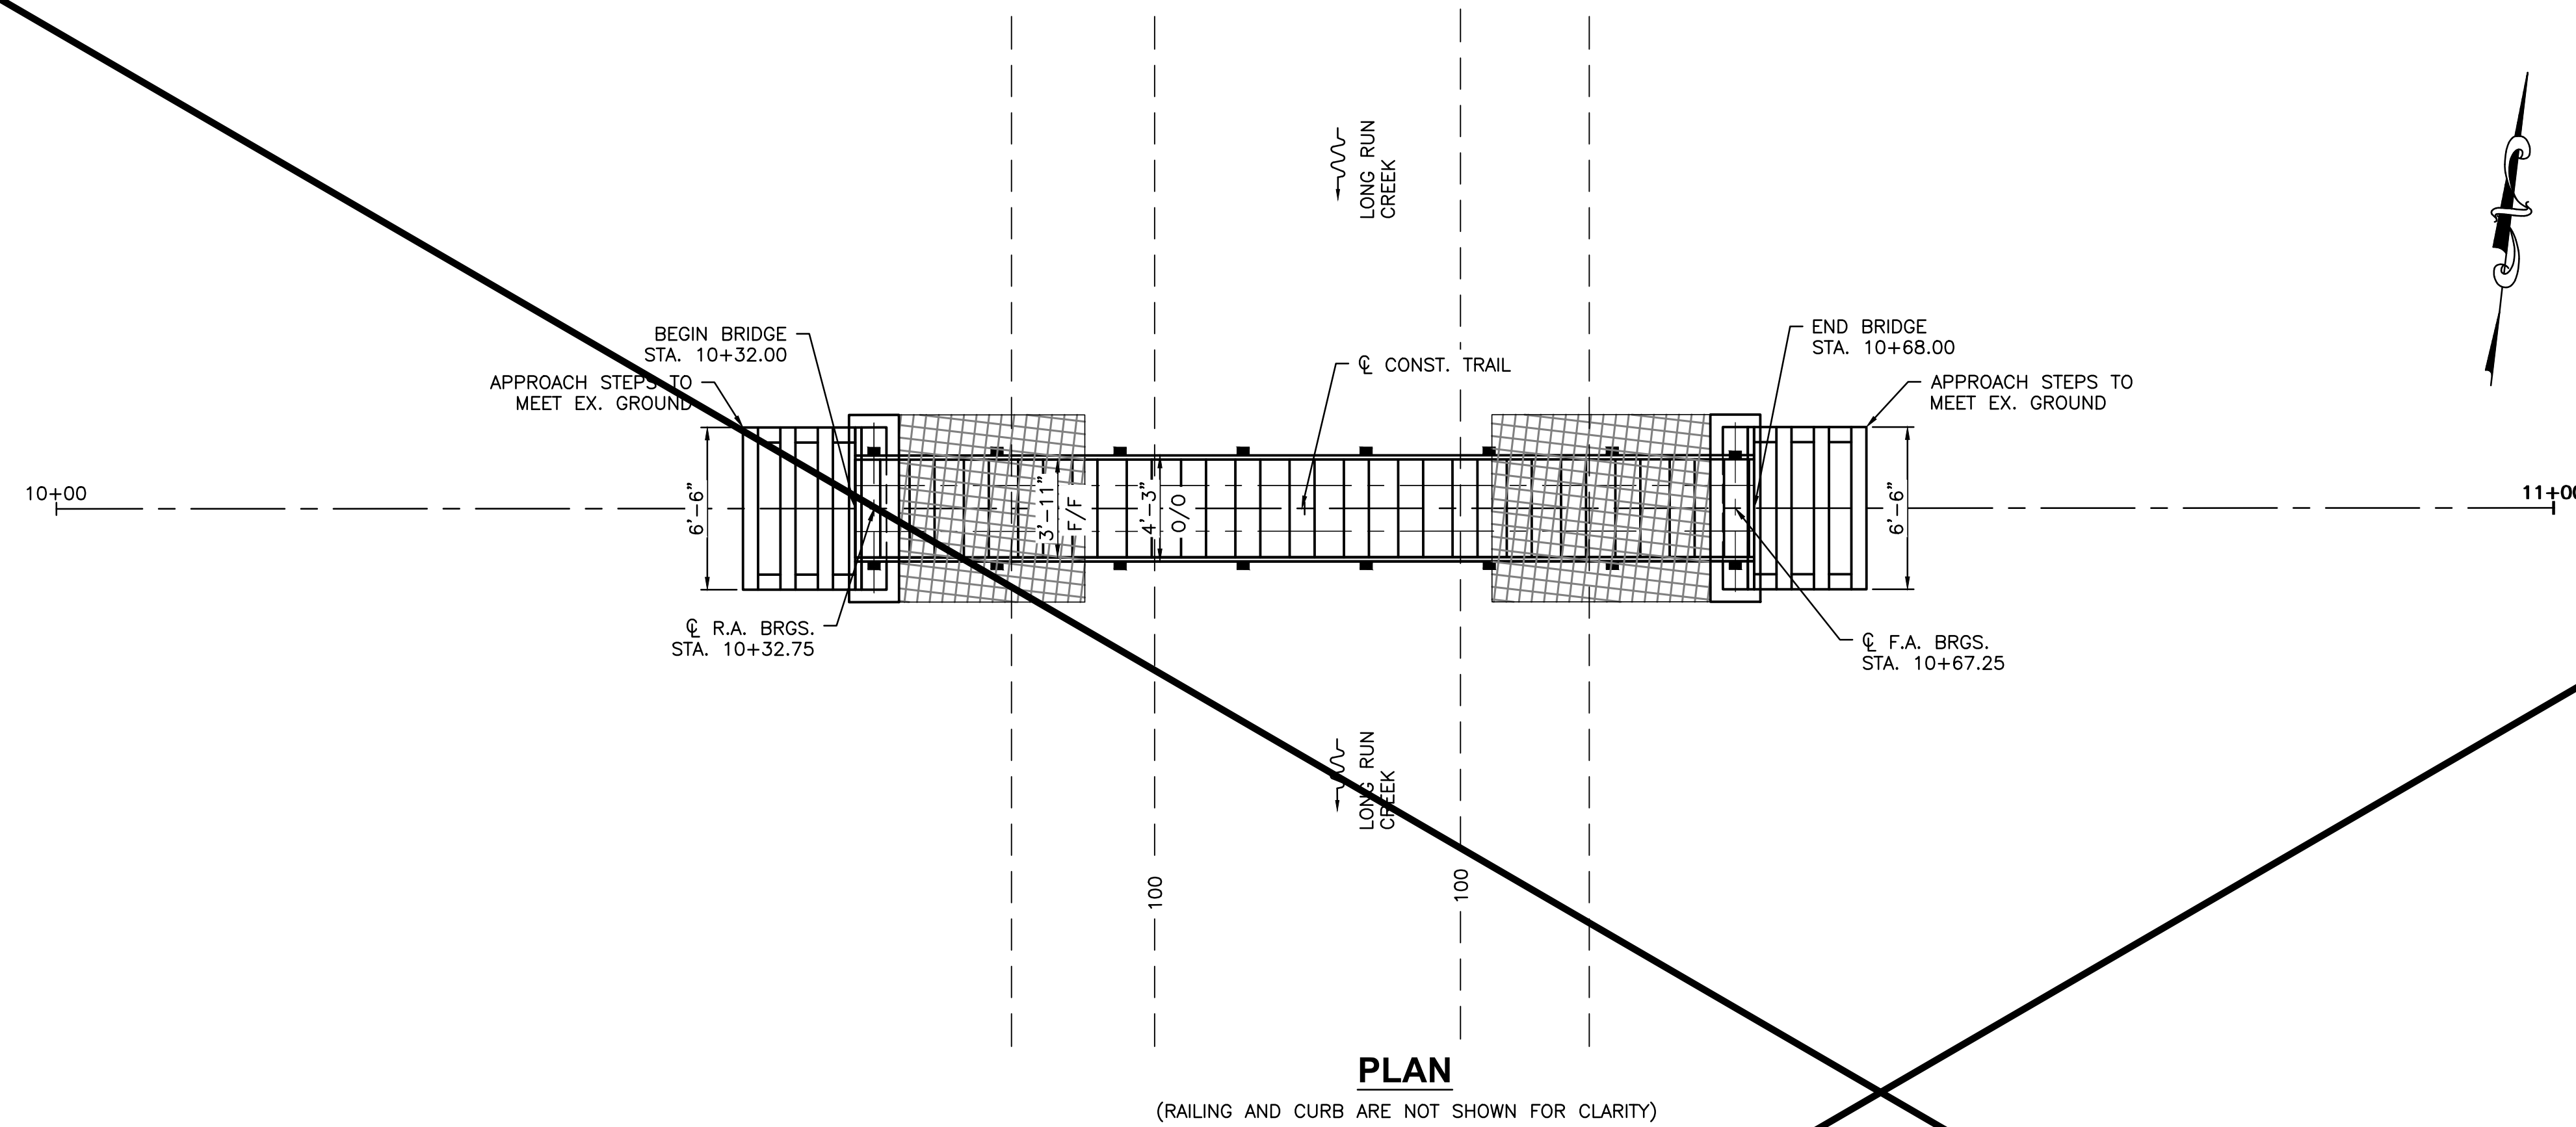 LONG RUN
CREEK
BEGIN BRIDGE
STA. 10+32.00
APPROACH STEPS TO
MEET EX. GROUND
℄ CONST. TRAIL
END BRIDGE
STA. 10+68.00
APPROACH STEPS TO
MEET EX. GROUND
10+00
6'-6"
3'-11"
F/F
4'-3"
O/O
6'-6"
11+00
℄ R.A. BRGS.
STA. 10+32.75
℄ F.A. BRGS.
STA. 10+67.25
LONG RUN
CREEK
100
100
PLAN
(RAILING AND CURB ARE NOT SHOWN FOR CLARITY)